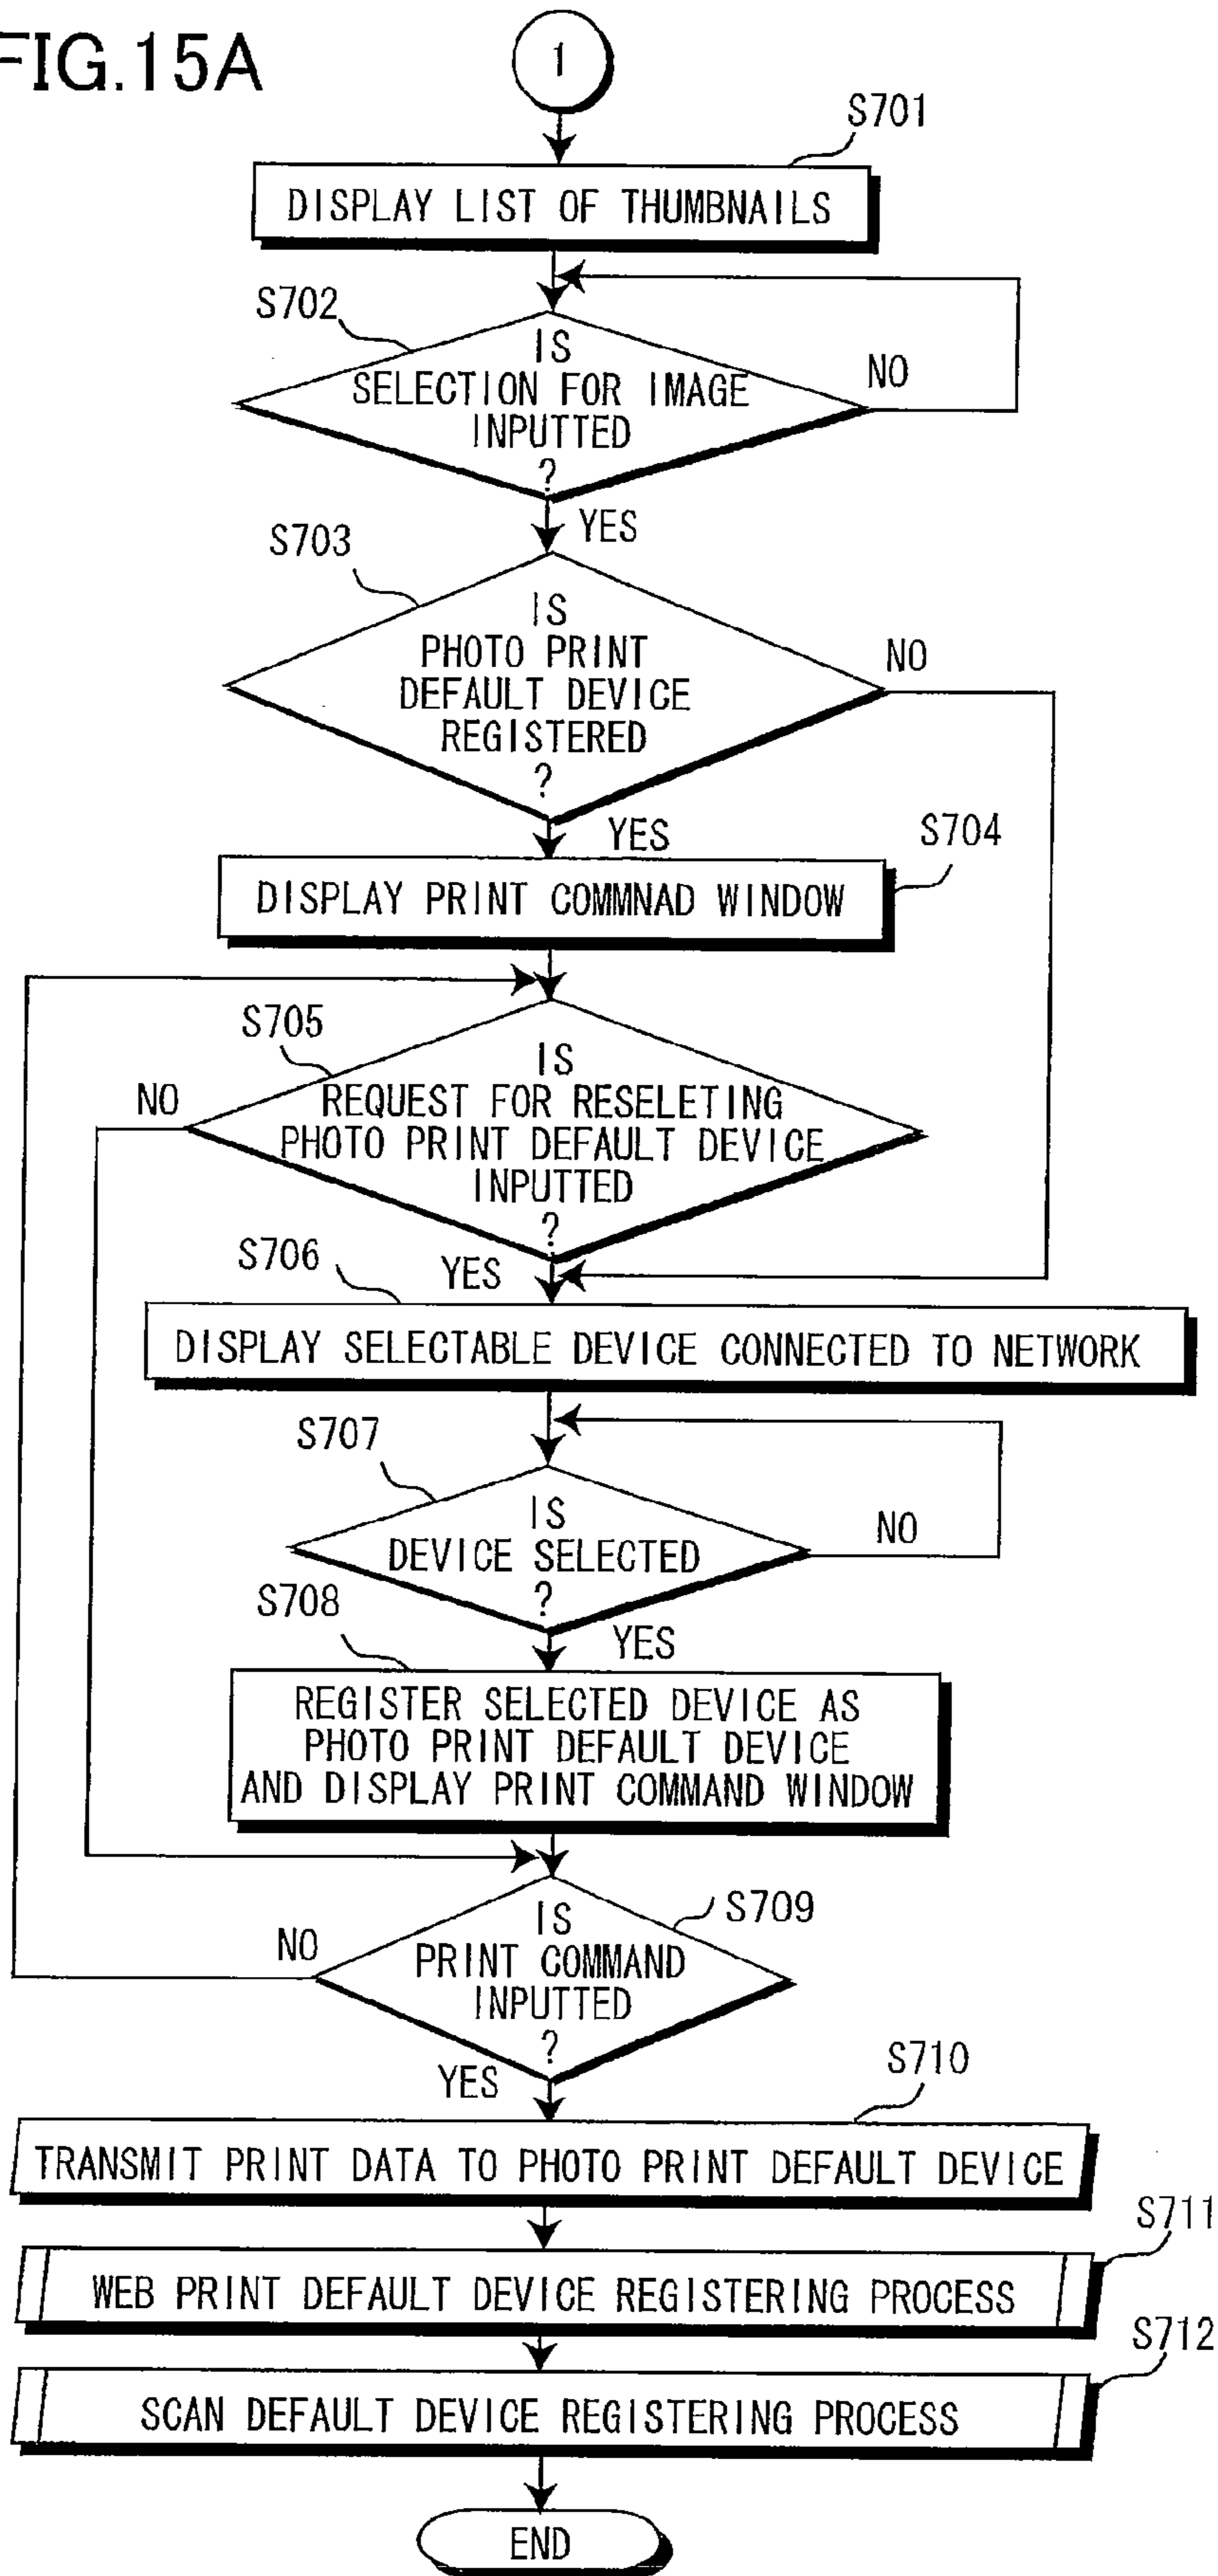 FIG.15A
1
S701
DISPLAY LIST OF THUMBNAILS
S702
IS
SELECTION FOR IMAGE
INPUTTED
?
NO
YES
S703
IS
PHOTO PRINT
DEFAULT DEVICE
REGISTERED
?
NO
YES
S704
DISPLAY PRINT COMMNAD WINDOW
S705
IS
REQUEST FOR RESELETING
PHOTO PRINT DEFAULT DEVICE
INPUTTED
?
NO
YES
S706
DISPLAY SELECTABLE DEVICE CONNECTED TO NETWORK
S707
IS
DEVICE SELECTED
?
NO
YES
S708
REGISTER SELECTED DEVICE AS
PHOTO PRINT DEFAULT DEVICE
AND DISPLAY PRINT COMMAND WINDOW
S709
IS
PRINT COMMAND
INPUTTED
?
NO
YES
S710
TRANSMIT PRINT DATA TO PHOTO PRINT DEFAULT DEVICE
S711
WEB PRINT DEFAULT DEVICE REGISTERING PROCESS
S712
SCAN DEFAULT DEVICE REGISTERING PROCESS
END